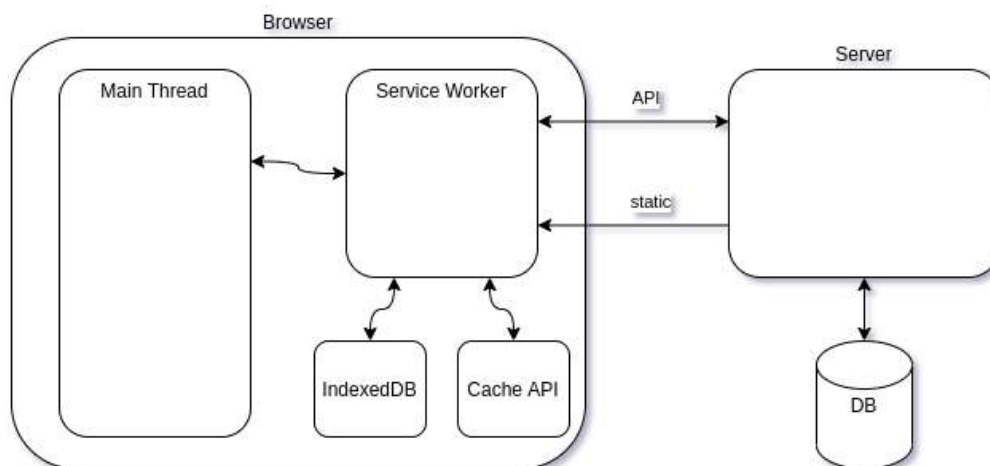 Browser
Server
Main Thread
Service Worker
API
static
IndexedDB
Cache API
DB